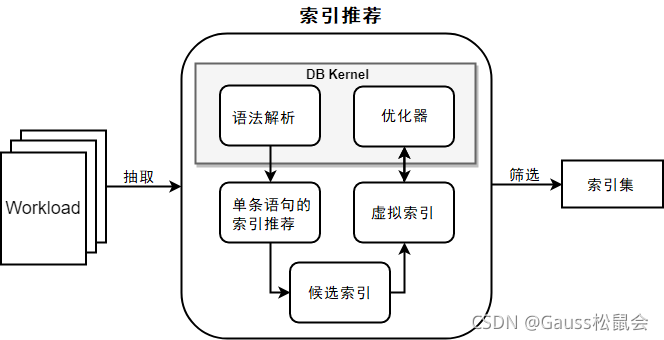 索引推荐
DB Kernel
语法解析
优化器
抽取
筛选
Workload
单条语句的
索引推荐
虚拟索引
索引集
候选索引
CSDN @Gauss松鼠会